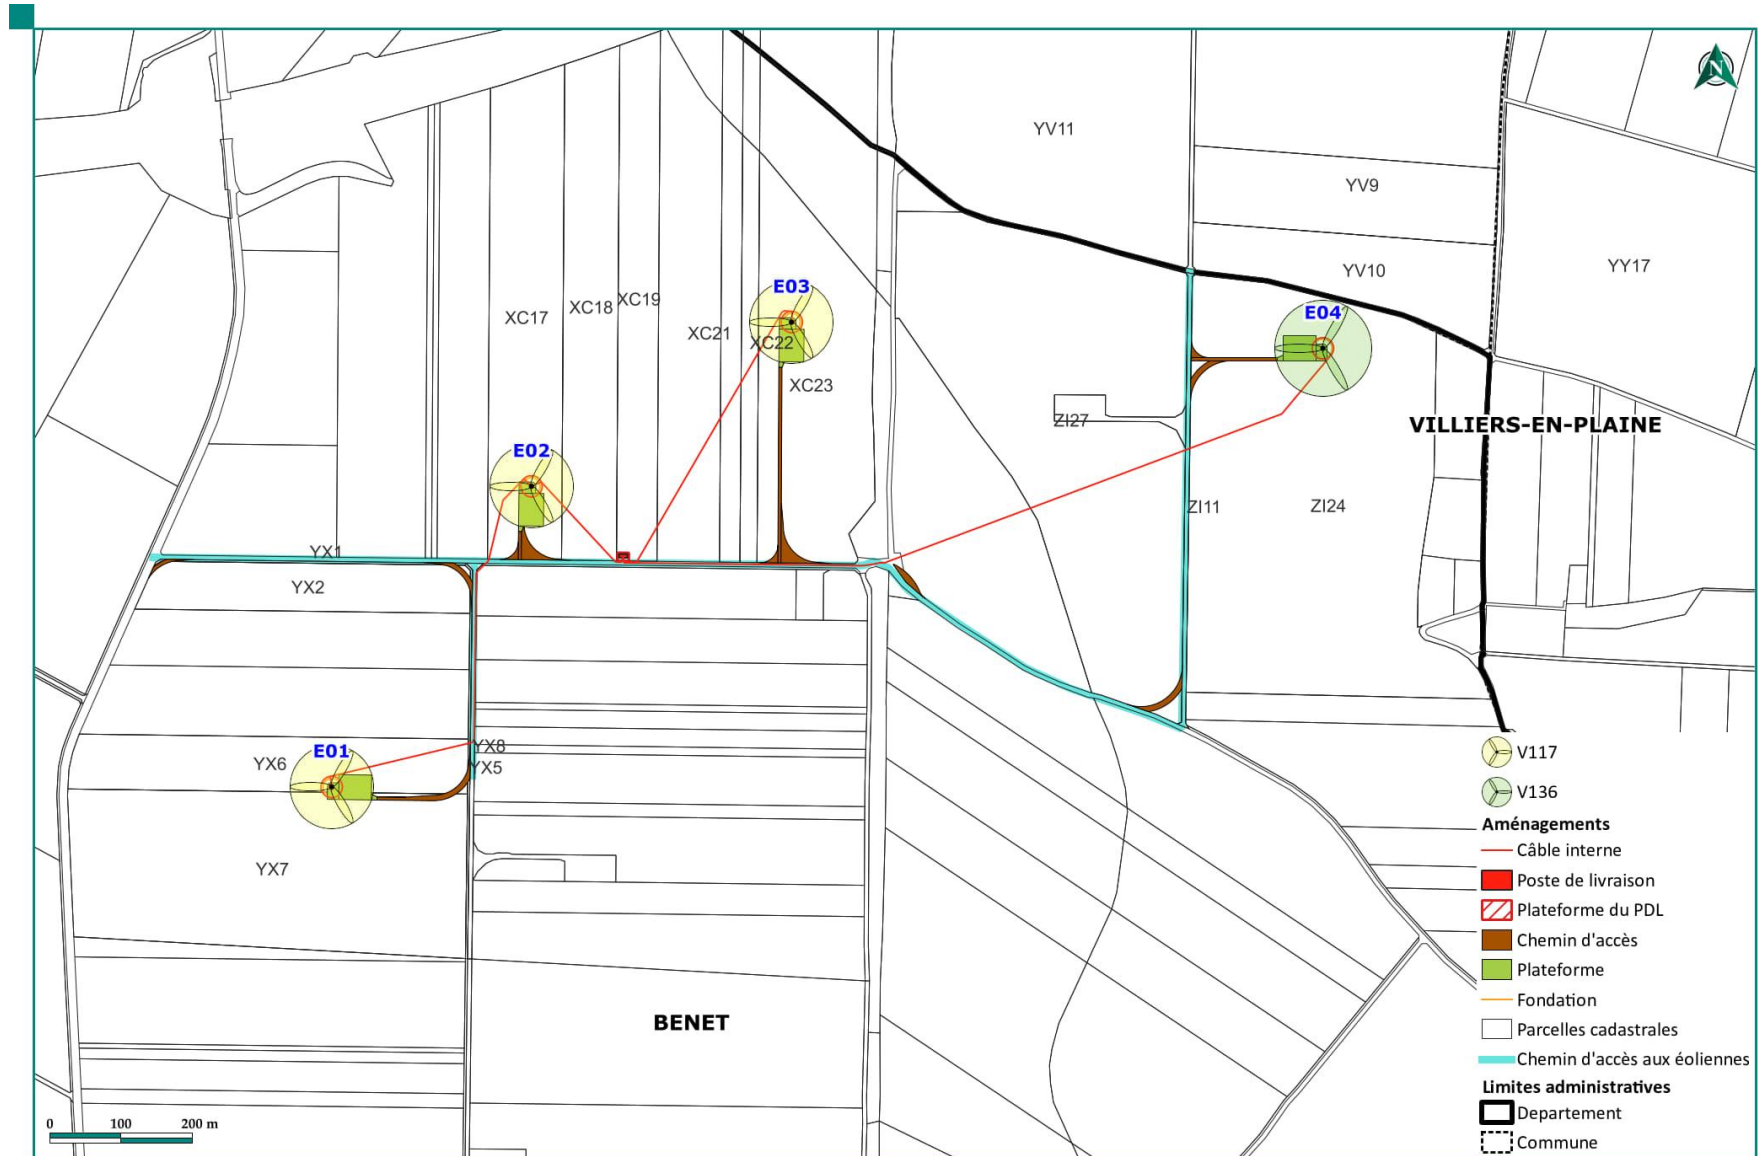 N
YV11
YV9
YV10
YY17
E03
E04
XC17
XC18
XC19
XC21
XC22
XC23
ZI27
VILLIERS-EN-PLAINE
E02
ZI11
ZI24
YX1
YX2
E01
YX6
YX8
YX5
YX7
BENET
V117
V136
Aménagements
Câble interne
Poste de livraison
Plateforme du PDL
Chemin d'accès
Plateforme
Fondation
Parcelles cadastrales
Chemin d'accès aux éoliennes
Limites administratives
Departement
Commune
0 100 200 m